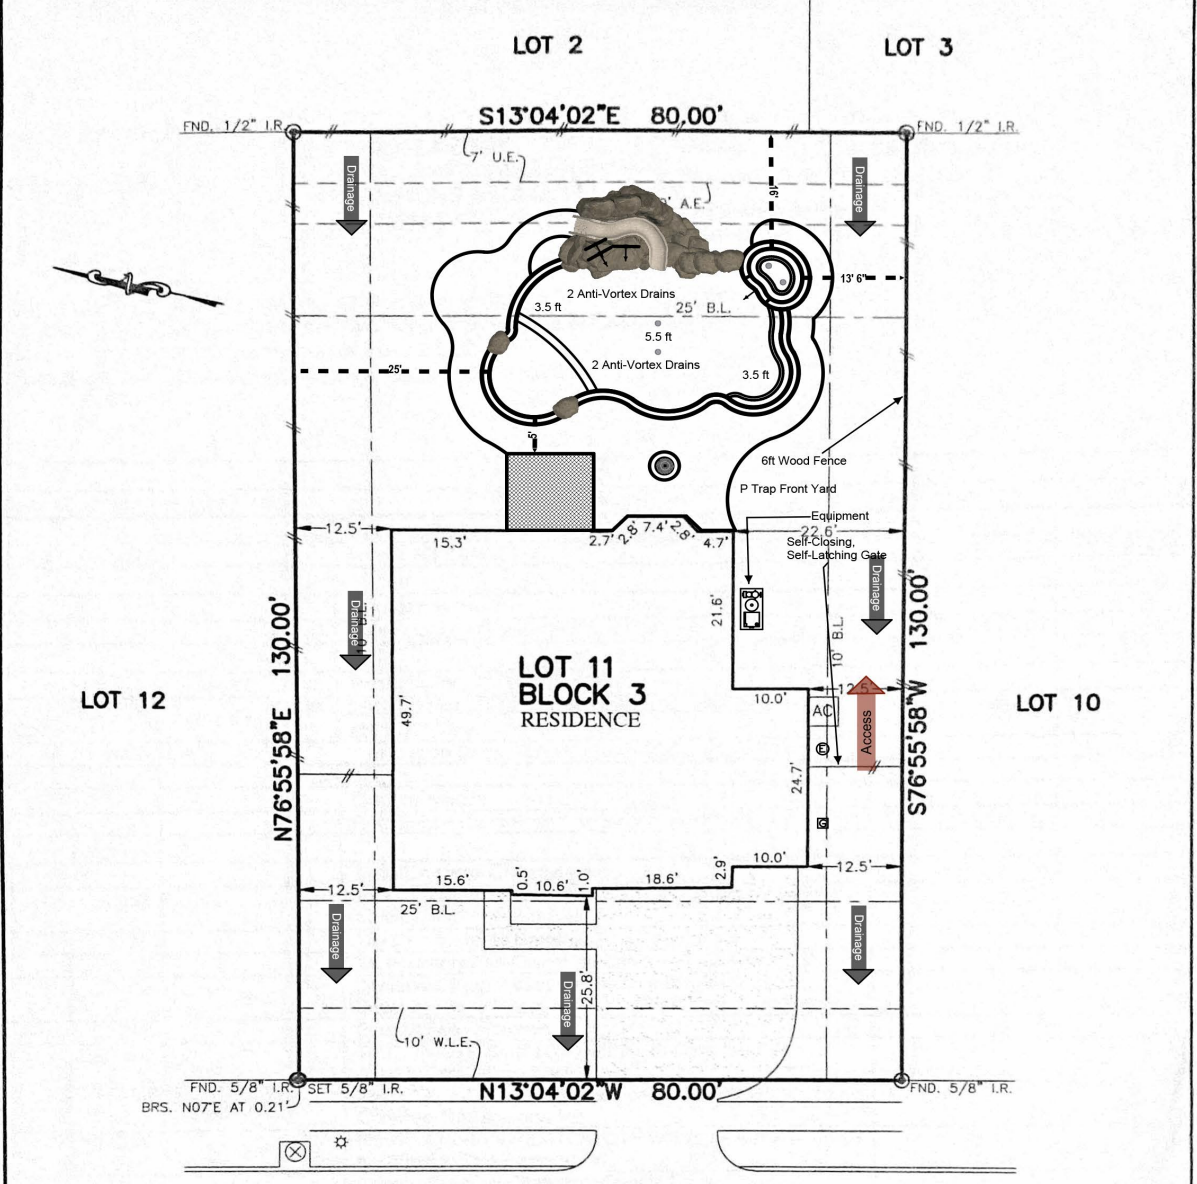 LOT 2
LOT 3
S13°04'02"E 80.00'
FND. 1/2" I.R.
FND. 1/2" I.R.
7' U.E.
Drainage
Drainage
16'
' A.E.
13' 6"
2 Anti-Vortex Drains
3.5 ft
25' B.L.
5.5 ft
2 Anti-Vortex Drains
25'
3.5 ft
5'
6ft Wood Fence
P Trap Front Yard
Equipment
12.5'
15.3'
2.7'
2.8'
7.4'
2.8'
4.7'
22.6'
Self-Closing,
Self-Latching Gate
Drainage
Drainage
21.6'
10' B.L.
N76°55'58"E 130.00'
S76°55'58"W 130.00'
LOT 11
BLOCK 3
RESIDENCE
LOT 12
LOT 10
49.7'
10.0'
12.5'
AC
Access
E
24.7'
G
12.5'
15.6'
0.5'
10.6'
1.0'
18.6'
2.9'
10.0'
12.5'
25' B.L.
Drainage
Drainage
Drainage
25.8'
10' W.L.E.
FND. 5/8" I.R.
SET 5/8" I.R.
N13°04'02"W 80.00'
FND. 5/8" I.R.
BRS. N07°E AT 0.21'